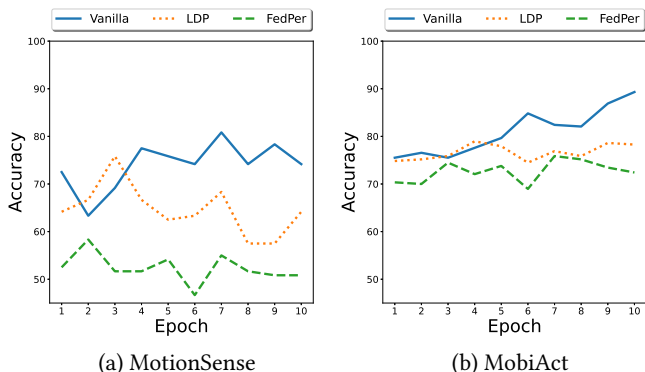 Vanilla LDP FedPer
100
90
80
70
60
50
Accuracy
1 2 3 4 5 6 7 8 9 10
Epoch
(a) MotionSense
Vanilla LDP FedPer
100
90
80
70
60
50
Accuracy
1 2 3 4 5 6 7 8 9 10
Epoch
(b) MobiAct